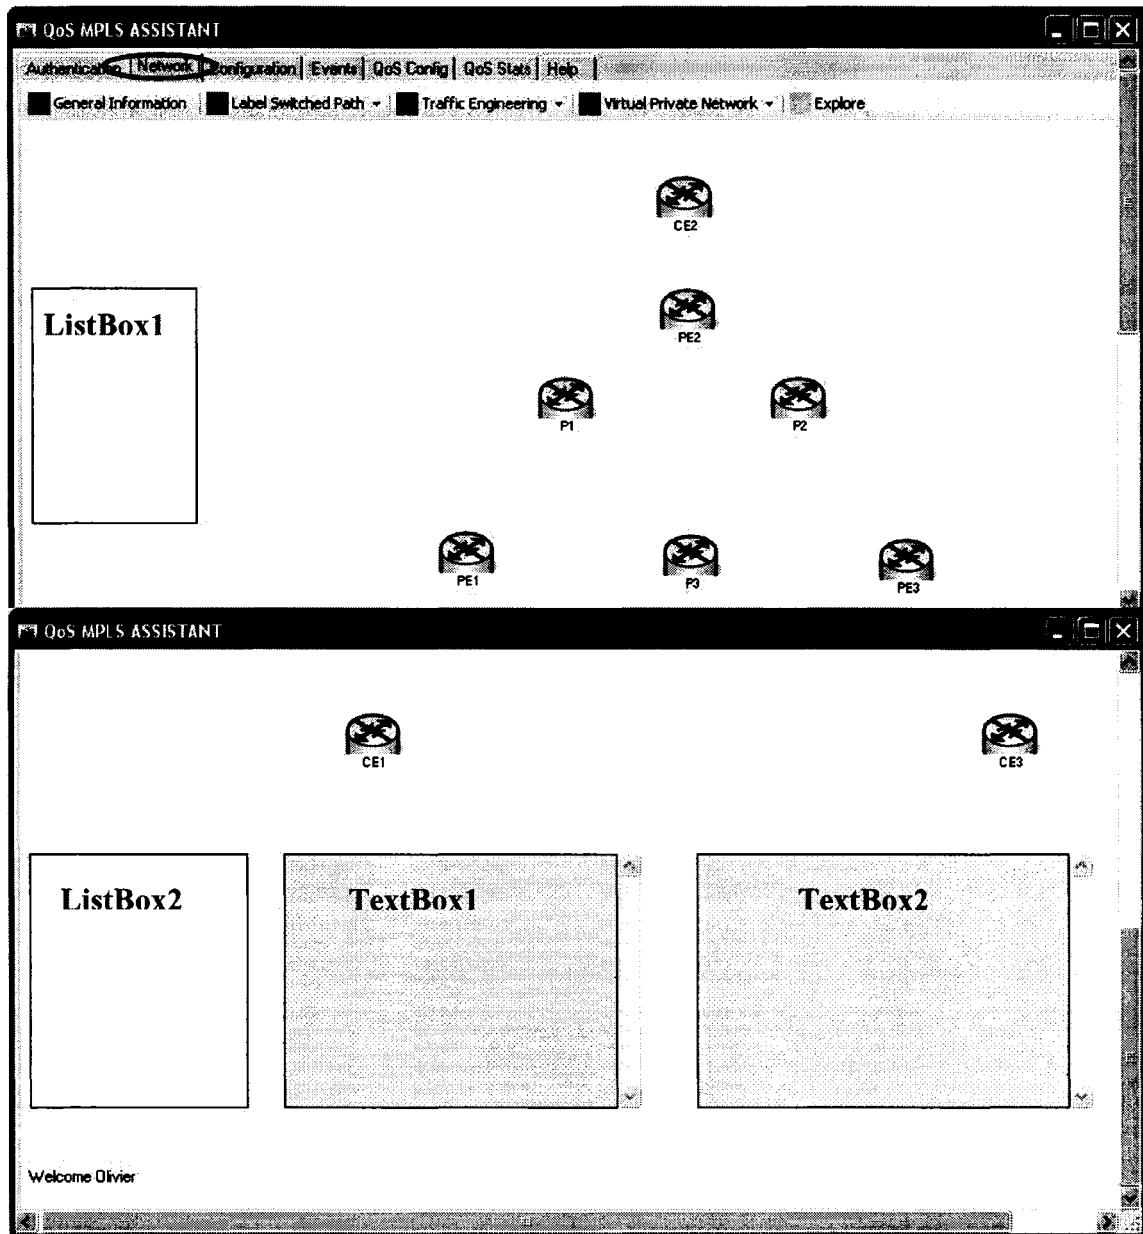 QoS MPLS ASSISTANT
Authentication Network Configuration Events QoS Config QoS Stats Help
General Information Label Switched Path Traffic Engineering Virtual Private Network Explore
CE2
ListBox1
PE2
P1 P2
PE1 P3 PE3
QoS MPLS ASSISTANT
CE1 CE3
ListBox2 TextBox1 TextBox2
Welcome Olivier